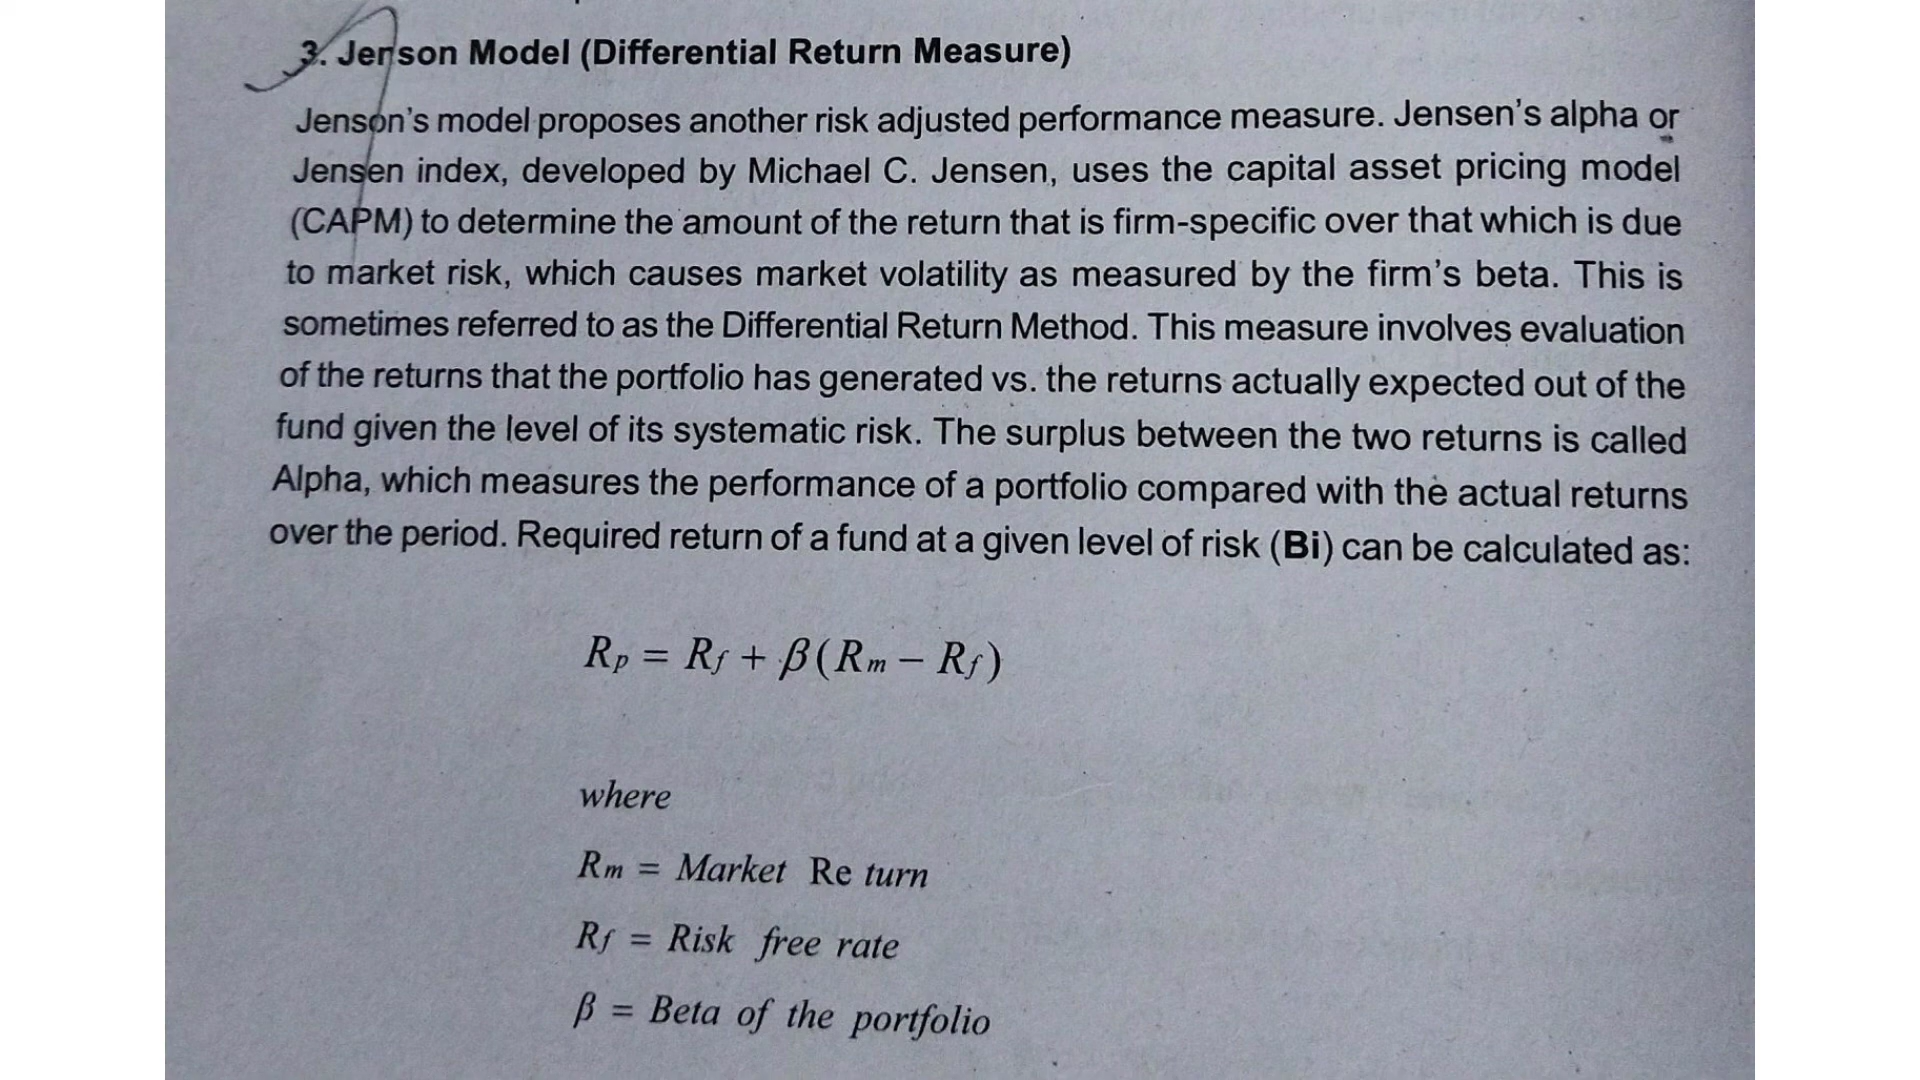 3. Jenson Model (Differential Return Measure)
Jenson's model proposes another risk adjusted performance measure. Jensen's alpha or
Jensen index, developed by Michael C. Jensen, uses the capital asset pricing model
(CAPM) to determine the amount of the return that is firm-specific over that which is due
to market risk, which causes market volatility as measured by the firm's beta. This is
sometimes referred to as the Differential Return Method. This measure involves evaluation
of the returns that the portfolio has generated vs. the returns actually expected out of the
fund given the level of its systematic risk. The surplus between the two returns is called
Alpha, which measures the performance of a portfolio compared with the actual returns
over the period. Required return of a fund at a given level of risk (Bi) can be calculated as:
Rp = Rf + β(Rm – Rf)
where
Rm = Market Re turn
Rf = Risk free rate
β = Beta of the portfolio